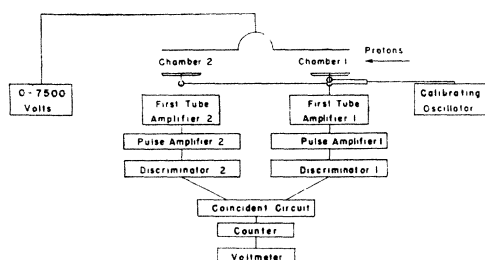 Chamber 2
Chamber 1
Protons
0-7500
Volts
First Tube
Amplifier 2
First Tube
Amplifier 1
Calibrating
Oscillator
Pulse Amplifier 2
Pulse Amplifier 1
Discriminator 2
Discriminator 1
Coincident Circuit
Counter
Voltmeter